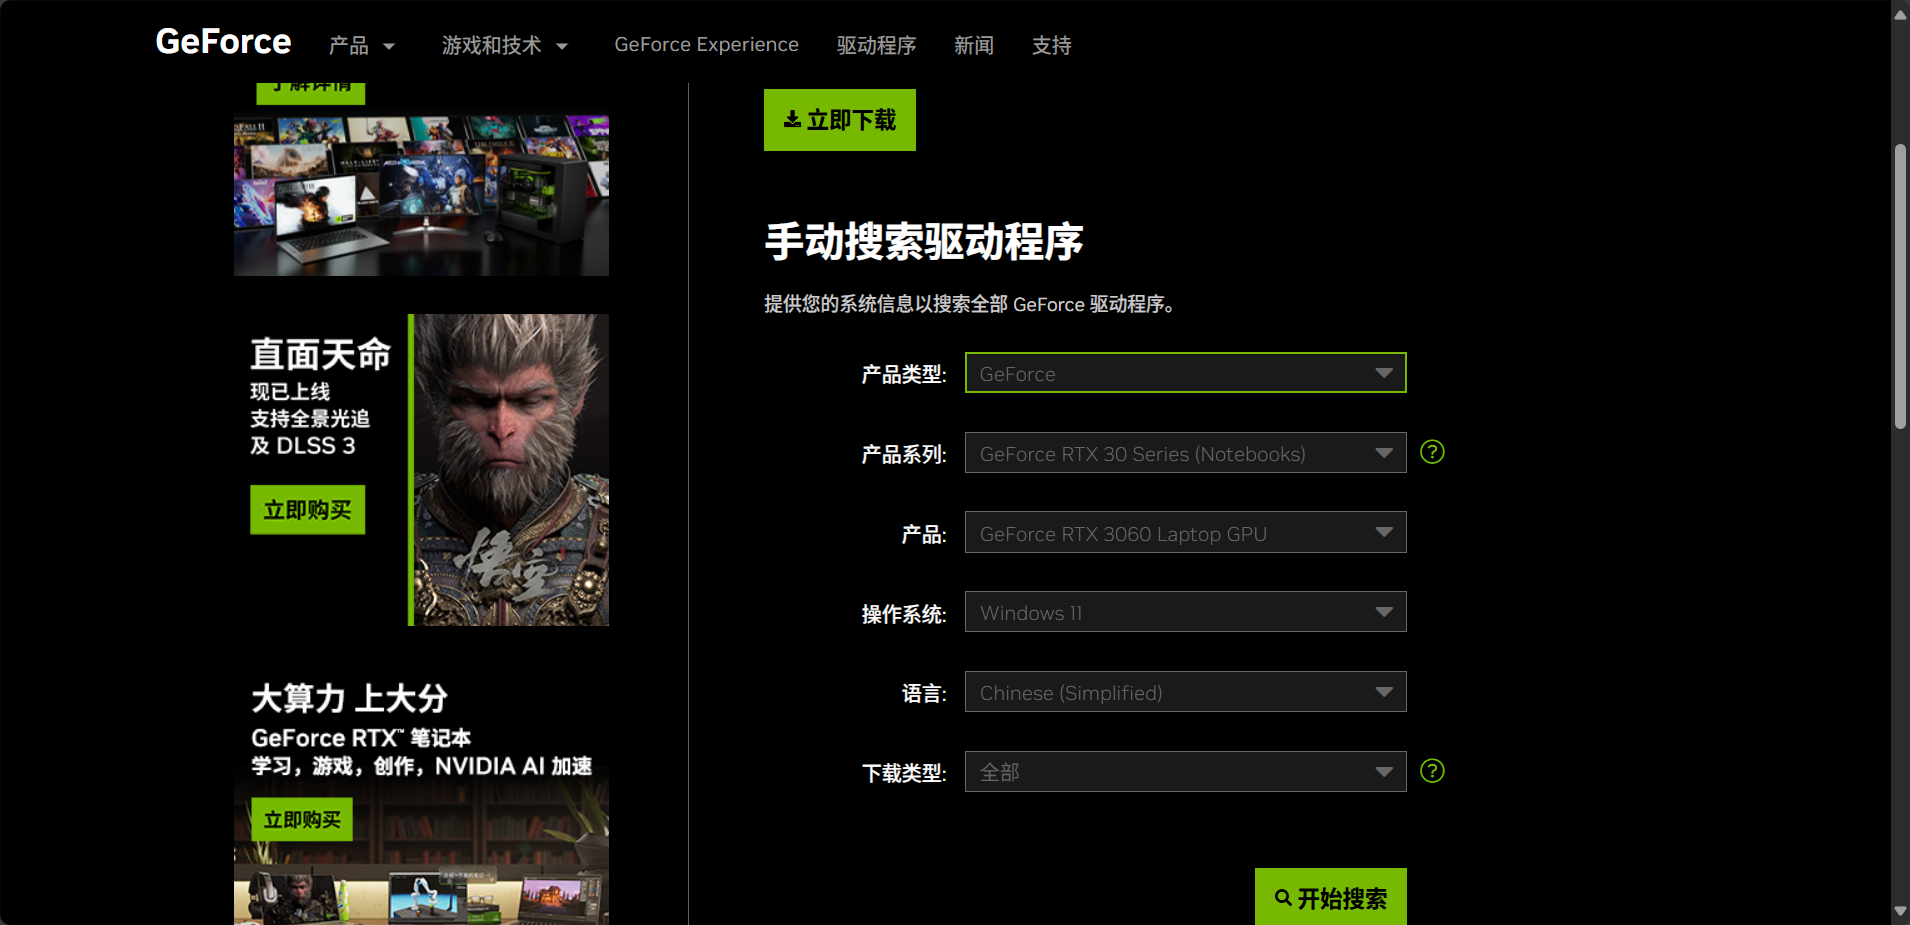 GeForce
产品
游戏和技术
GeForce Experience
驱动程序
新闻
支持
了解详情
直面天命
现已上线
支持全景光追
及 DLSS 3
立即购买
悟空
大算力 上大分
GeForce RTX™ 笔记本
学习，游戏，创作，NVIDIA AI 加速
立即购买
立即下载
手动搜索驱动程序
提供您的系统信息以搜索全部 GeForce 驱动程序。
产品类型: GeForce
产品系列: GeForce RTX 30 Series (Notebooks)
产品: GeForce RTX 3060 Laptop GPU
操作系统: Windows 11
语言: Chinese (Simplified)
下载类型: 全部
开始搜索